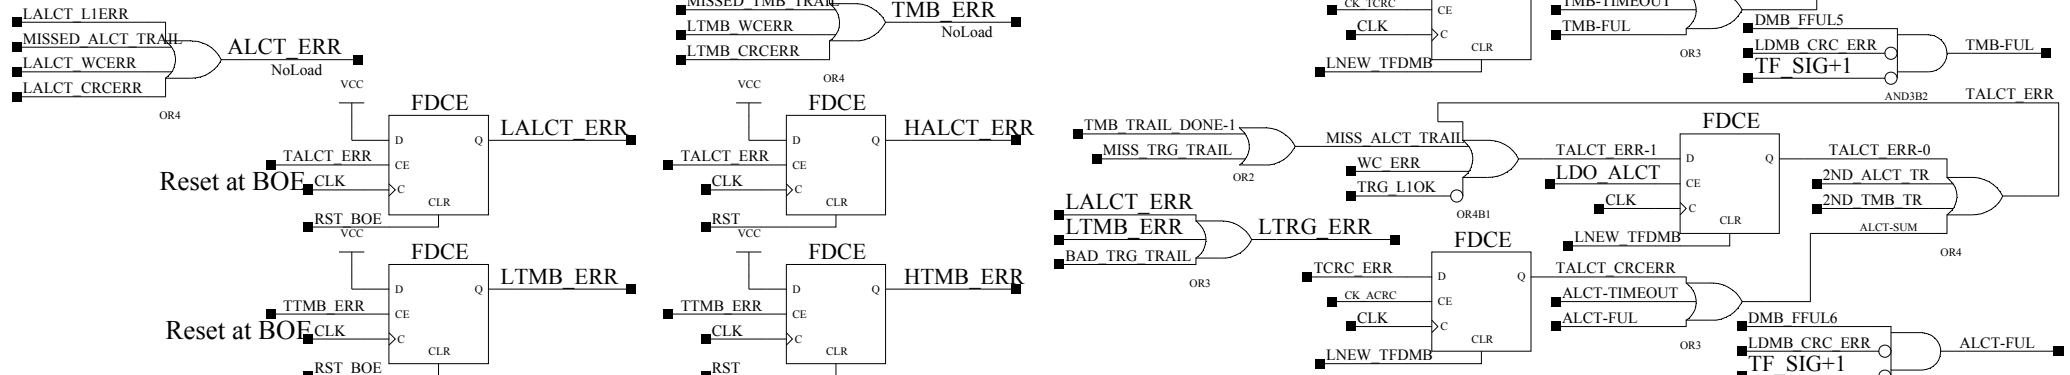 LALCT_L1ERR
MISSED_ALCT_TRAIL
LALCT_WCERR
LALCT_CRCERR
ALCT_ERR
NoLoad
OR4
MISSED_TMB_TRAIL
LTMB_WCERR
LTMB_CRCERR
TMB_ERR
NoLoad
OR4
CK_TCRC
CE
CLK
C
CLR
LNEW_TFDMB
TMB-TIMEOUT
TMB-FUL
OR3
DMB_FFUL5
LDMB_CRC_ERR
TF_SIG+1
TMB-FUL
AND3B2
VCC
FDCE
D
Q
LALCT_ERR
TALCT_ERR
CE
Reset at BOE
CLK
C
CLR
RST_BOE
VCC
FDCE
D
Q
HALCT_ERR
TALCT_ERR
CE
CLK
C
CLR
RST
TMB_TRAIL_DONE-1
MISS_TRG_TRAIL
OR2
MISS_ALCT_TRAIL
WC_ERR
TRG_L1OK
OR4B1
TALCT_ERR-1
FDCE
D
Q
LDO_ALCT
CE
CLK
C
CLR
LNEW_TFDMB
TALCT_ERR
TALCT_ERR-0
2ND_ALCT_TR
2ND_TMB_TR
ALCT-SUM
OR4
LALCT_ERR
LTMB_ERR
BAD_TRG_TRAIL
LTRG_ERR
OR3
VCC
FDCE
D
Q
LTMB_ERR
TTMB_ERR
CE
Reset at BOE
CLK
C
CLR
RST_BOE
VCC
FDCE
D
Q
HTMB_ERR
TTMB_ERR
CE
CLK
C
CLR
RST
FDCE
TCRC_ERR
D
Q
CK_ACRC
CE
CLK
C
CLR
LNEW_TFDMB
TALCT_CRCERR
ALCT-TIMEOUT
ALCT-FUL
OR3
DMB_FFUL6
LDMB_CRC_ERR
TF_SIG+1
ALCT-FUL